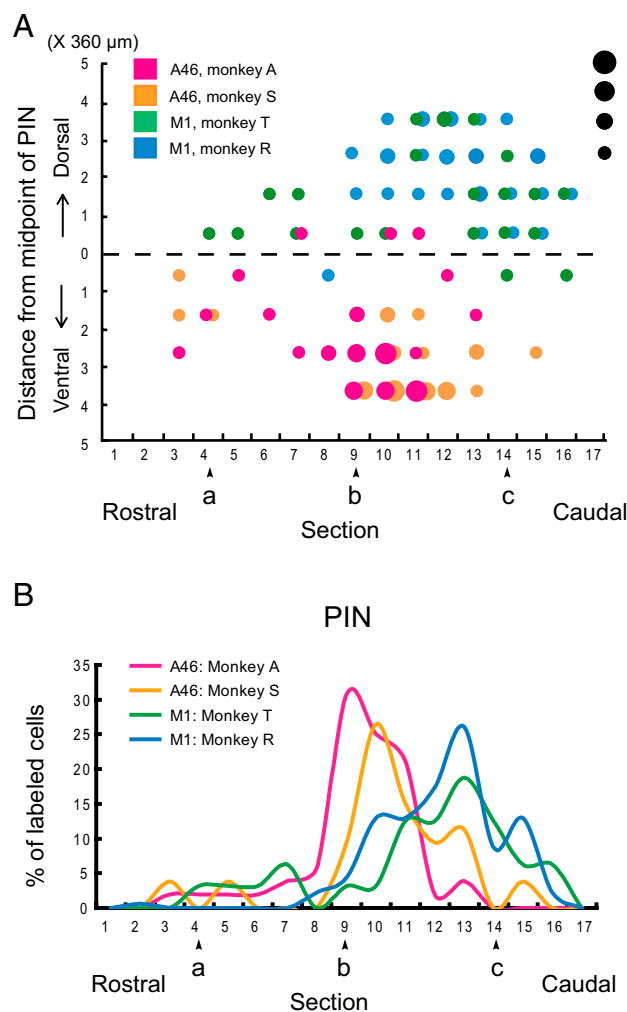 A
(X 360 µm)
A46, monkey A
A46, monkey S
M1, monkey T
M1, monkey R
Distance from midpoint of PIN
Ventral Dorsal
5
4
3
2
1
0
1
2
3
4
5
1 2 3 4 5 6 7 8 9 10 11 12 13 14 15 16 17
a b c
Rostral Caudal
Section
B
PIN
A46: Monkey A
A46: Monkey S
M1: Monkey T
M1: Monkey R
% of labeled cells
35
30
25
20
15
10
5
0
1 2 3 4 5 6 7 8 9 10 11 12 13 14 15 16 17
a b c
Rostral Caudal
Section